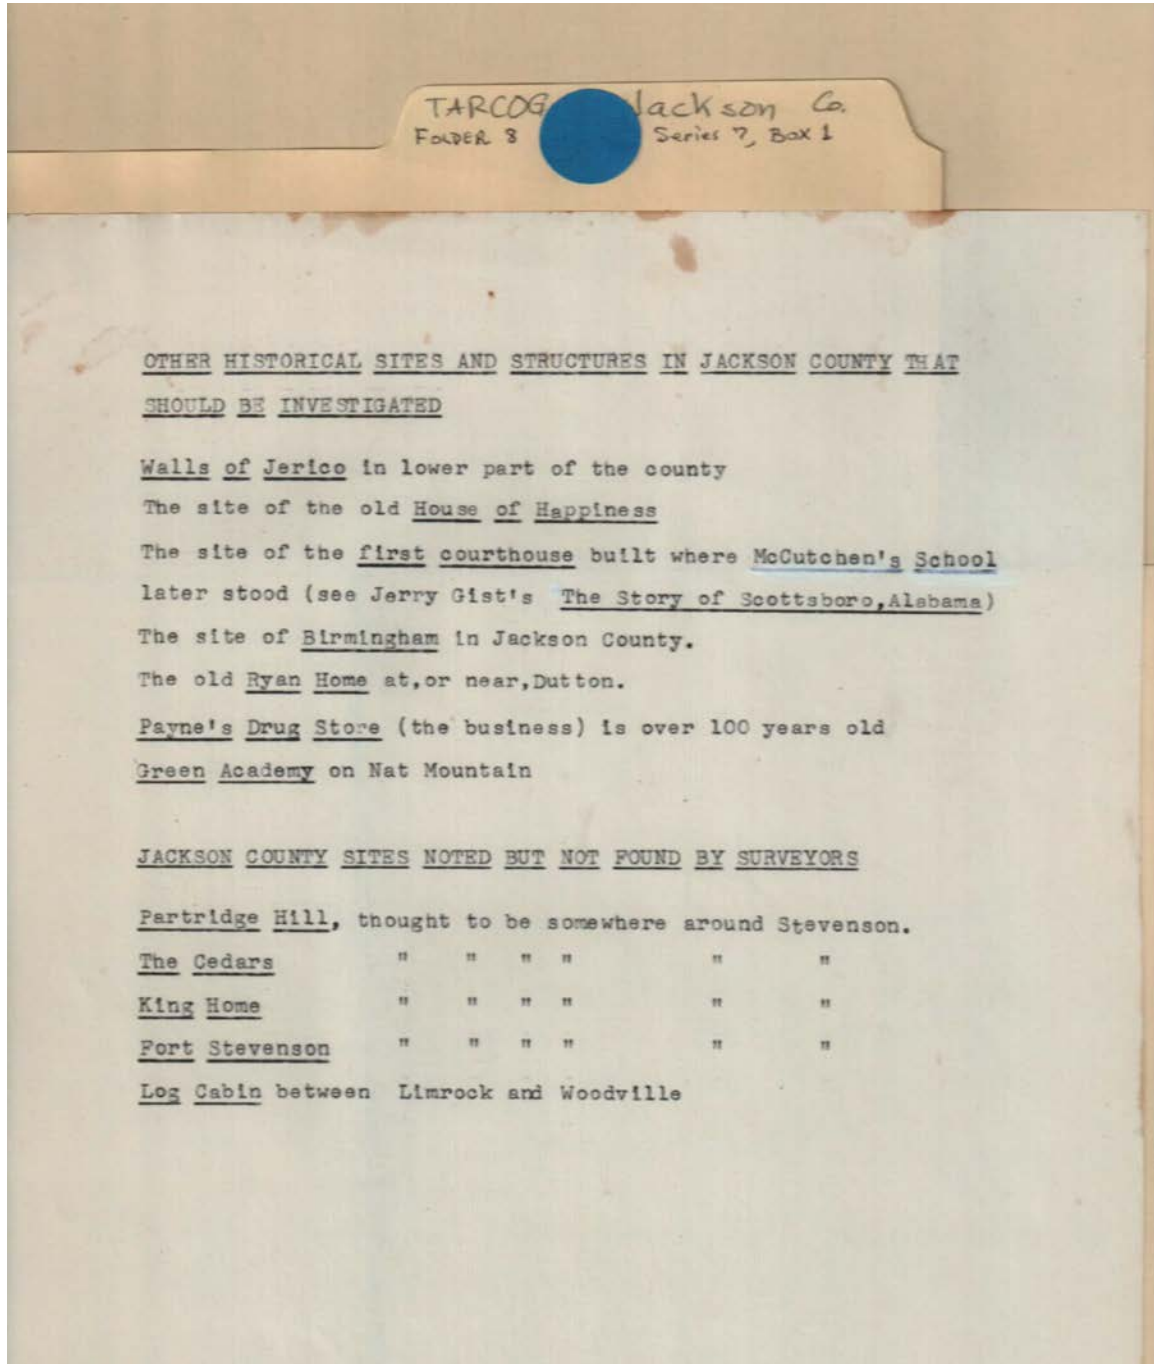 TARCOG Jackson Co.
FOLDER 8 Series 7, Box 1
OTHER HISTORICAL SITES AND STRUCTURES IN JACKSON COUNTY THAT
SHOULD BE INVESTIGATED
Walls of Jerico in lower part of the county
The site of the old House of Happiness
The site of the first courthouse built where McCutchen's School
later stood (see Jerry Gist's The Story of Scottsboro,Alabama)
The site of Birmingham in Jackson County.
The old Ryan Home at,or near,Dutton.
Payne's Drug Store (the business) is over 100 years old
Green Academy on Nat Mountain
JACKSON COUNTY SITES NOTED BUT NOT FOUND BY SURVEYORS
Partridge Hill, thought to be somewhere around Stevenson.
The Cedars " " " " " "
King Home " " " " " "
Fort Stevenson " " " " " "
Log Cabin between Limrock and Woodville